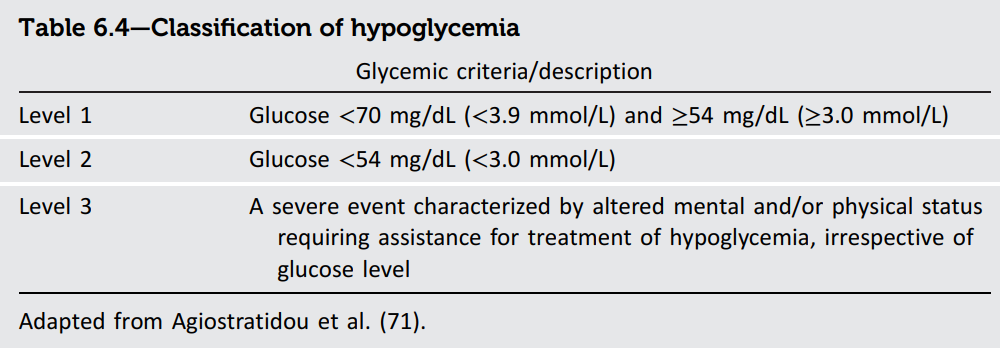 Table 6.4—Classification of hypoglycemia
Glycemic criteria/description
Level 1 Glucose <70 mg/dL (<3.9 mmol/L) and ≥54 mg/dL (≥3.0 mmol/L)
Level 2 Glucose <54 mg/dL (<3.0 mmol/L)
Level 3 A severe event characterized by altered mental and/or physical status
requiring assistance for treatment of hypoglycemia, irrespective of
glucose level
Adapted from Agiostratidou et al. (71).